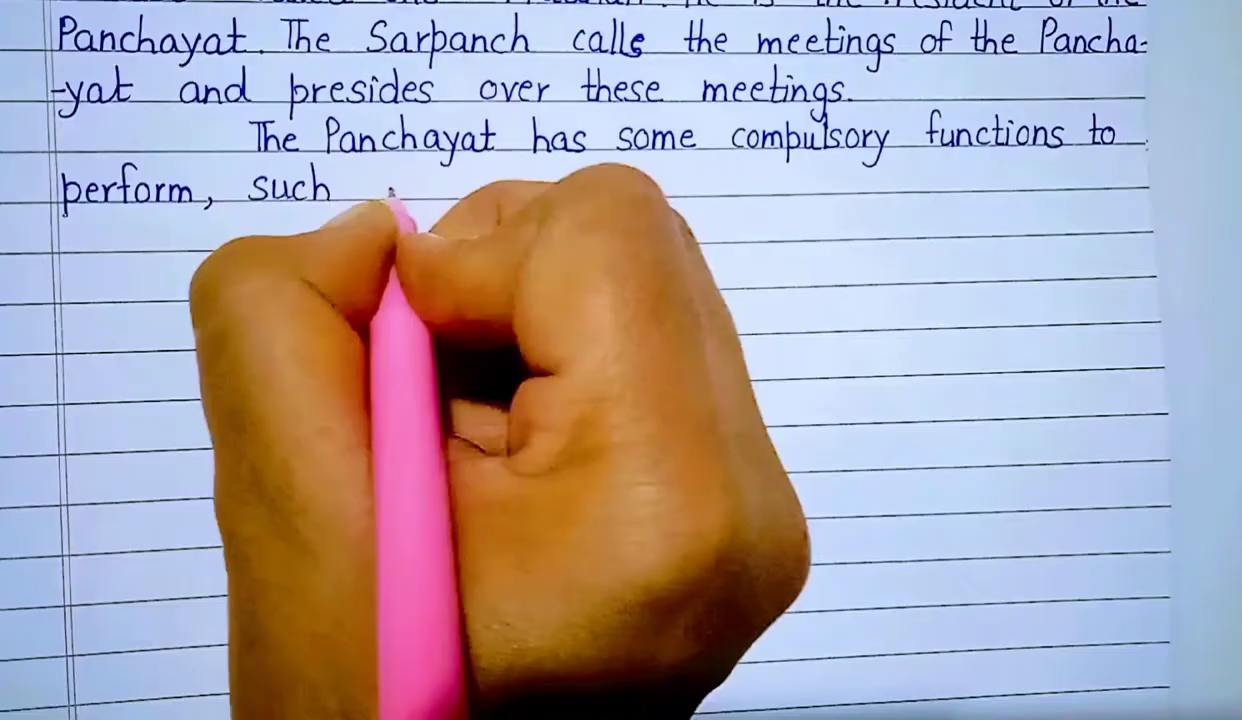 Panchayat. The Sarpanch calls the meetings of the Pancha-
-yat and presides over these meetings.
The Panchayat has some compulsory functions to
perform, such